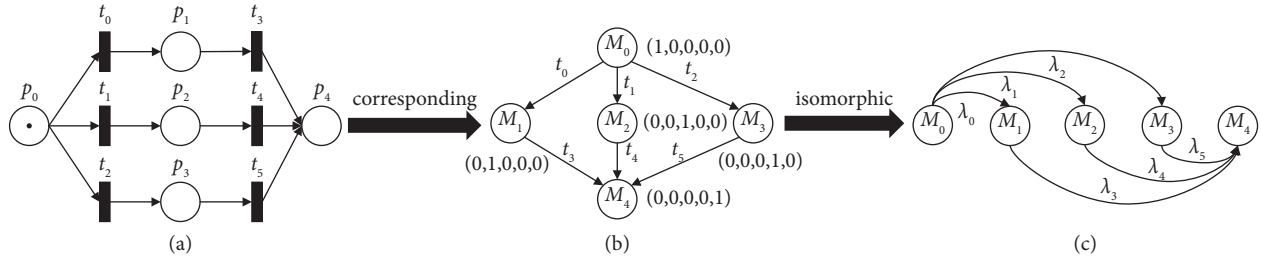 t₀ p₁ t₃
p₀ t₁ p₂ t₄ p₄
t₂ p₃ t₅
(a)
corresponding
M₀ (1,0,0,0,0)
t₀ t₁ t₂
M₁ M₂ (0,0,1,0,0) M₃
(0,1,0,0,0) t₃ t₄ t₅ (0,0,0,1,0)
M₄ (0,0,0,0,1)
(b)
isomorphic
λ₂
λ₁
M₀ λ₀ M₁ M₂ M₃ M₄
λ₅
λ₄
λ₃
(c)